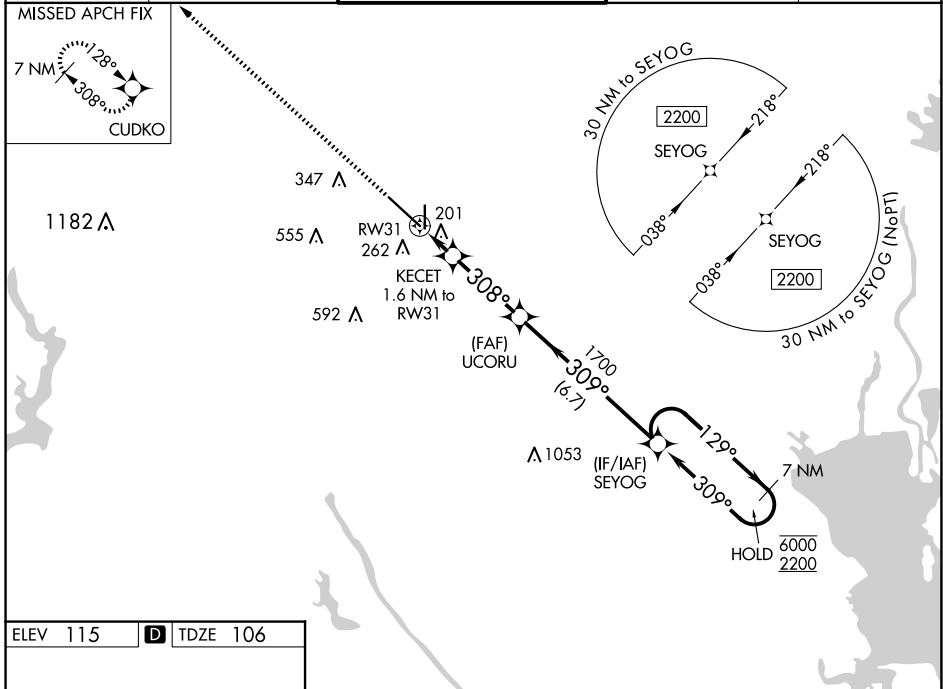 MISSED APCH FIX
7 NM
128°
308°
CUDKO
30 NM to SEYOG
2200
SEYOG
218°
038°
218°
038°
SEYOG
2200
30 NM to SEYOG (NoPT)
347
1182
555
201
RW31
262
KECET
1.6 NM to
RW31
308°
592
(FAF)
UCORU
1700
309°
(6.7)
1053
(IF/IAF)
SEYOG
129°
309°
7 NM
HOLD
6000
2200
ELEV 115 D TDZE 106